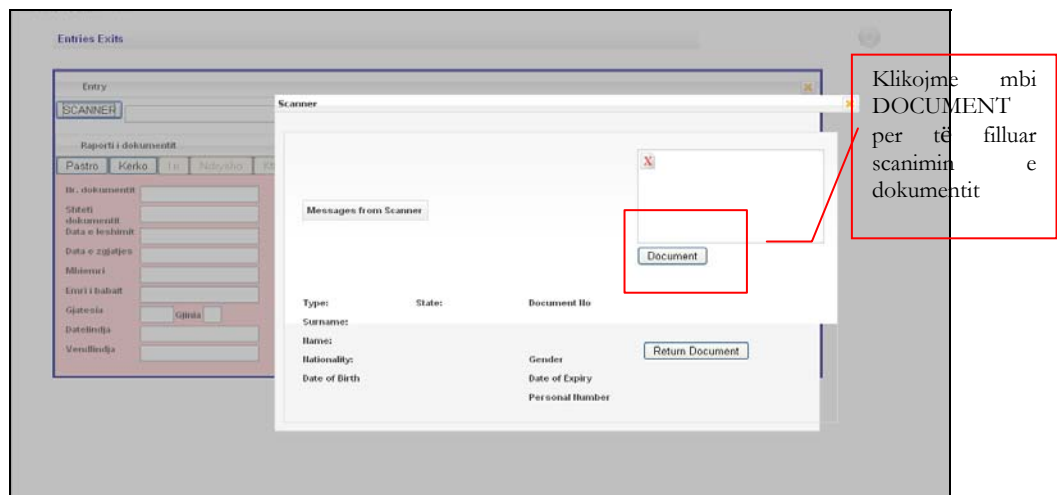 Entries Exits
Entry
SCANNER
Raporti i dokumentit
Pastro Kerko Ndrysho
Nr. dokumentit
Shteti
dokumentit
Data e leshimit
Data e zgjatjes
Mbiemri
Emri i babait
Gjatesia Gjinia
Datelindja
Vendlindja
Scanner
Messages from Scanner
X
Document
Type: State: Document No
Surname:
Name:
Nationality: Gender
Date of Birth Date of Expiry
Personal Number
Return Document
Klikojme mbi
DOCUMENT
per të filluar
scanimin e
dokumentit